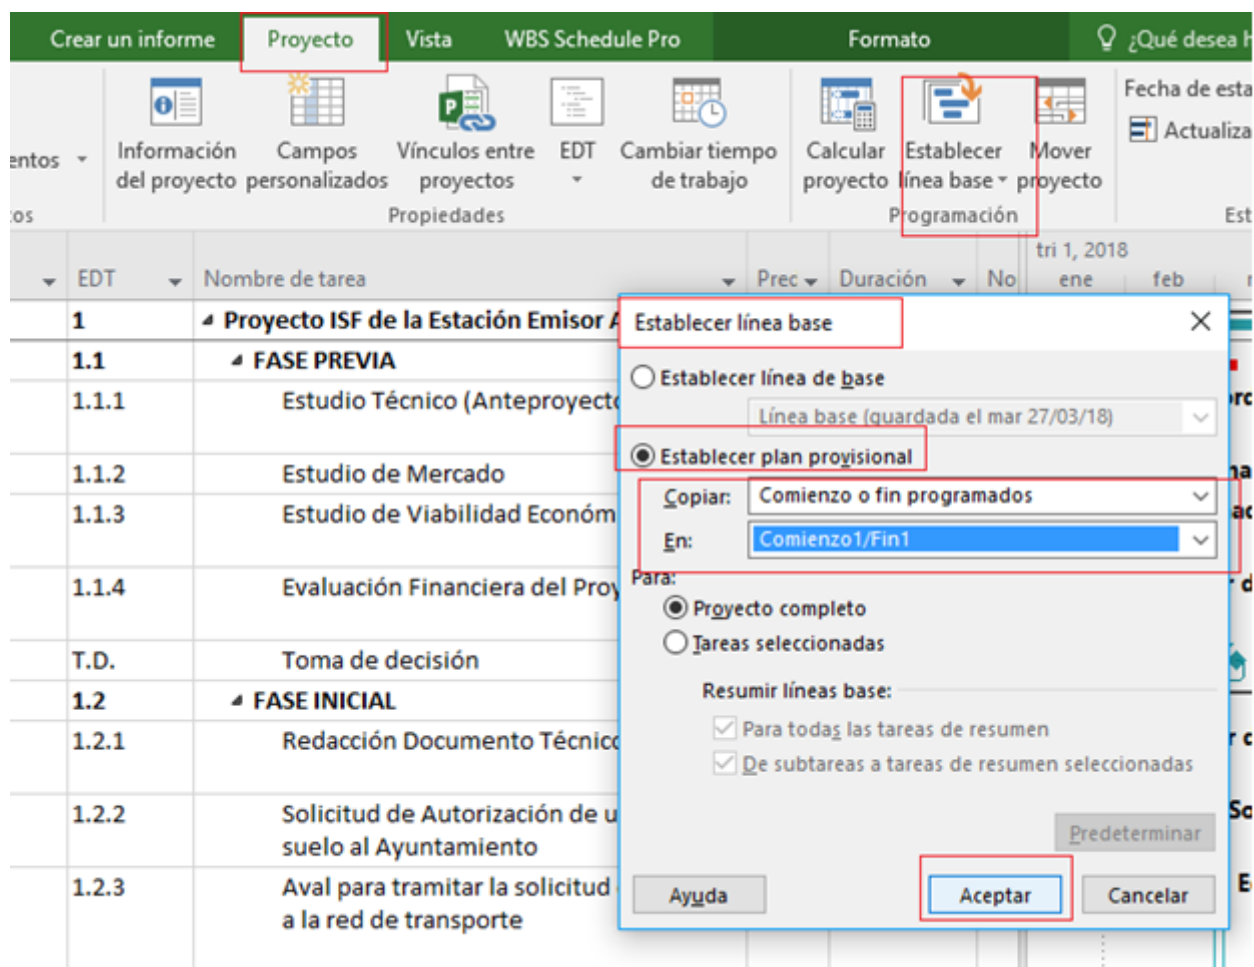 Crear un informe Proyecto Vista WBS Schedule Pro Formato ¿Qué desea
Información del proyecto
Campos personalizados
Vínculos entre proyectos
EDT
Cambiar tiempo de trabajo
Calcular proyecto
Establecer línea base
Mover proyecto
Fecha de esta
Actualiza
Propiedades
Programación
Est
tri 1, 2018
EDT Nombre de tarea Prec Duración No ene feb
1 Proyecto ISF de la Estación Emisor A
1.1 FASE PREVIA
1.1.1 Estudio Técnico (Anteproyecto
1.1.2 Estudio de Mercado
1.1.3 Estudio de Viabilidad Económ
1.1.4 Evaluación Financiera del Proy
T.D. Toma de decisión
1.2 FASE INICIAL
1.2.1 Redacción Documento Técnico
1.2.2 Solicitud de Autorización de u
suelo al Ayuntamiento
1.2.3 Aval para tramitar la solicitud
a la red de transporte
Establecer línea base
Establecer línea de base
Línea base (guardada el mar 27/03/18)
Establecer plan provisional
Copiar: Comienzo o fin programados
En: Comienzo1/Fin1
Para:
Proyecto completo
Tareas seleccionadas
Resumir líneas base:
Para todas las tareas de resumen
De subtareas a tareas de resumen seleccionadas
Predeterminar
Ayuda Aceptar Cancelar